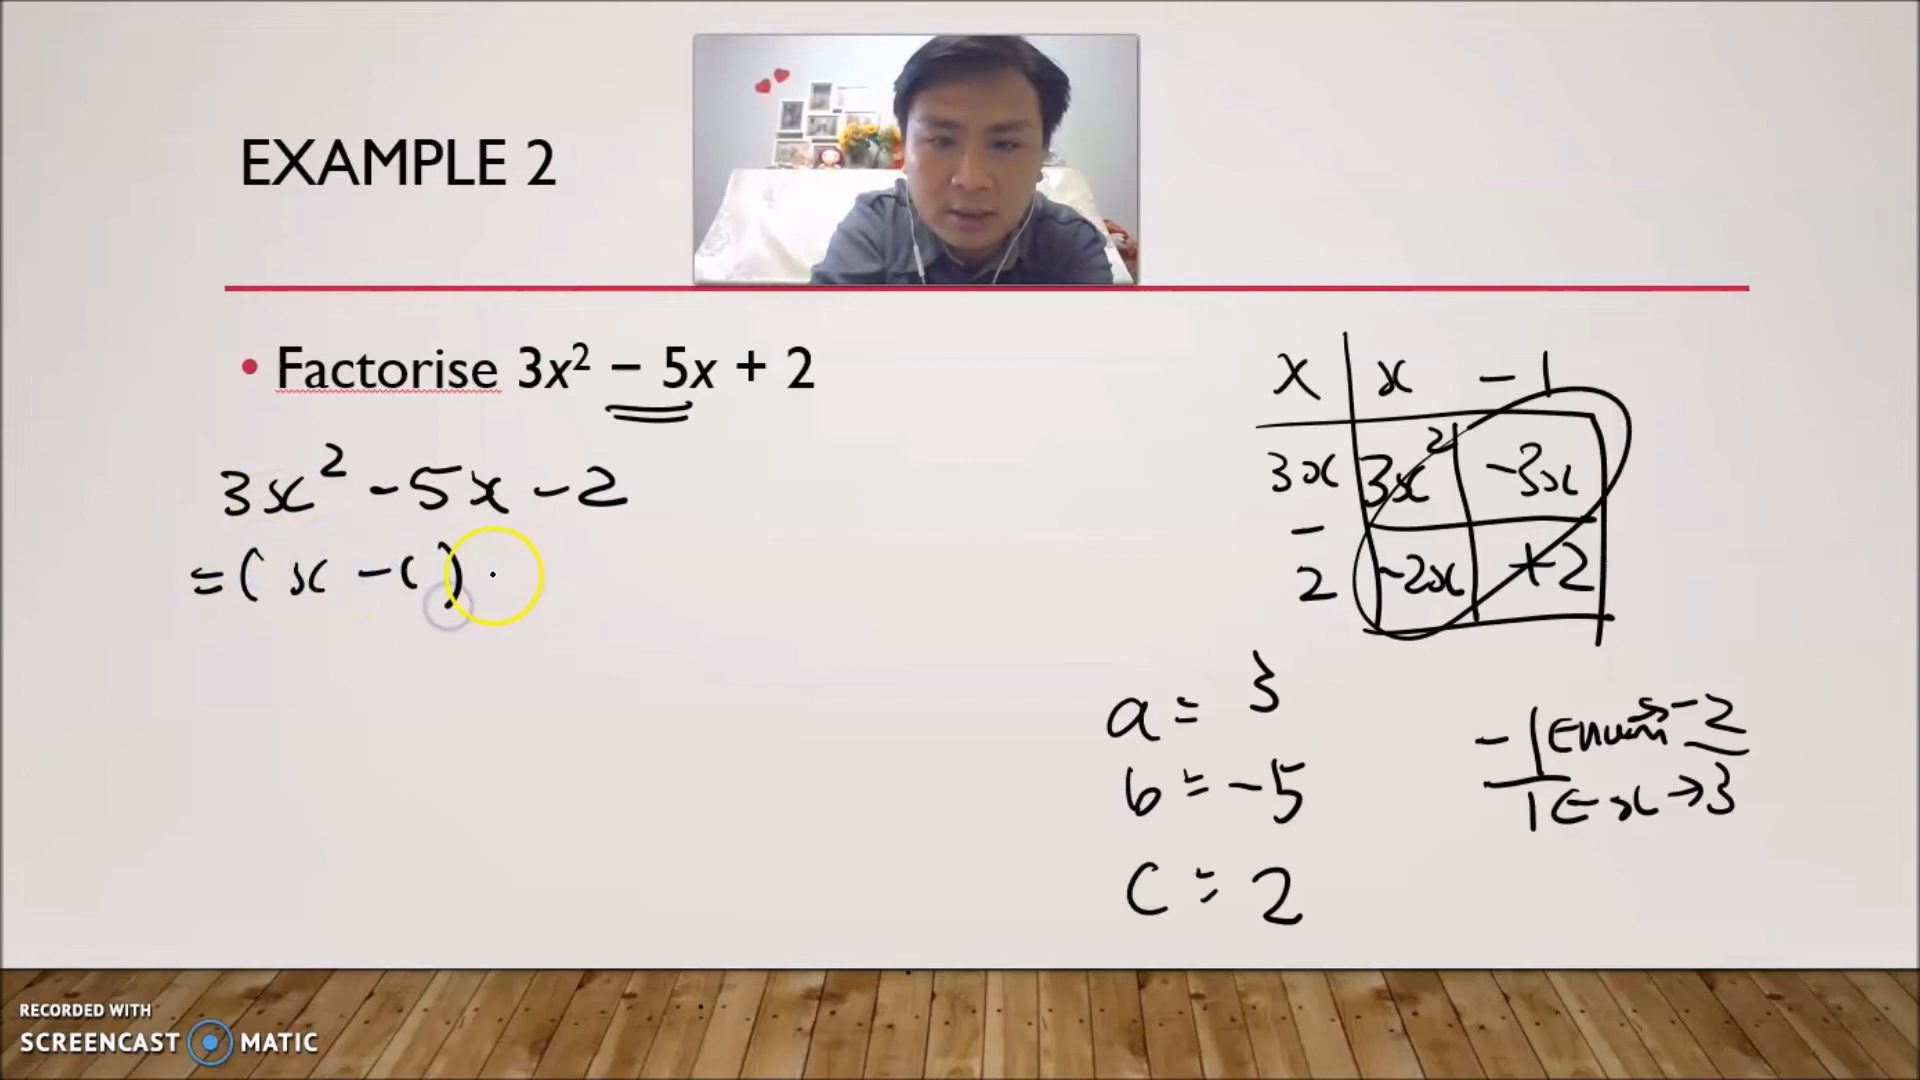 EXAMPLE 2
• Factorise 3x² − 5x + 2
3x² -5x -2
= (x -1)
× x -1
3x 3x² -3x
-2 -2x +2
a = 3
b = -5
c = 2
-1 ← num → -2
1 ← x → 3
RECORDED WITH
SCREENCAST MATIC